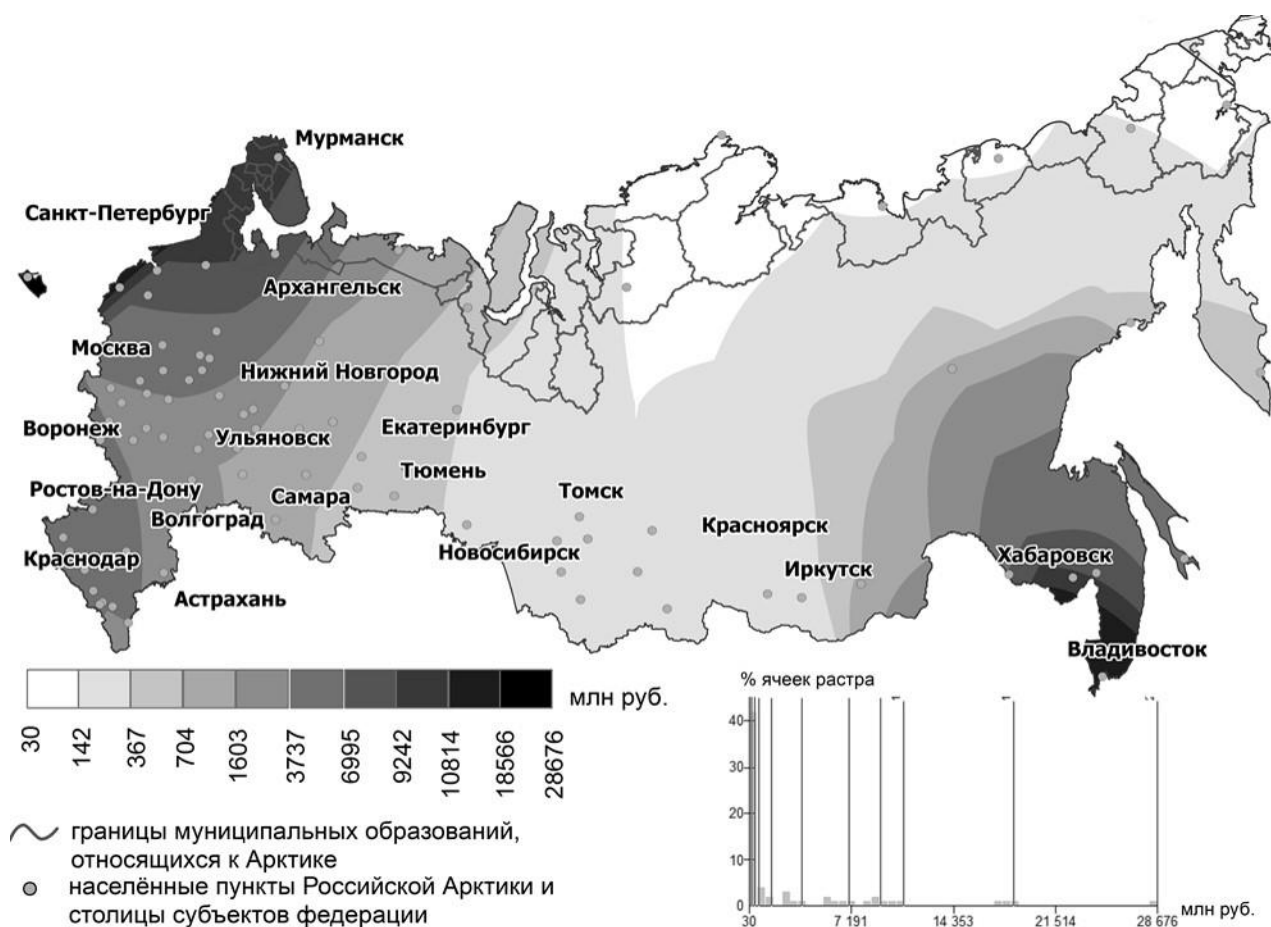 Мурманск
Санкт-Петербург
Архангельск
Москва
Нижний Новгород
Воронеж
Ульяновск
Екатеринбург
Тюмень
Ростов-на-Дону
Самара
Томск
Волгоград
Красноярск
Краснодар
Новосибирск
Иркутск
Хабаровск
Астрахань
Владивосток
млн руб.
30
142
367
704
1603
3737
6995
9242
10814
18566
28676
границы муниципальных образований,
относящихся к Арктике
населённые пункты Российской Арктики и
столицы субъектов федерации
% ячеек растра
40
30
20
10
0
30
7 191
14 353
21 514
28 676
млн руб.